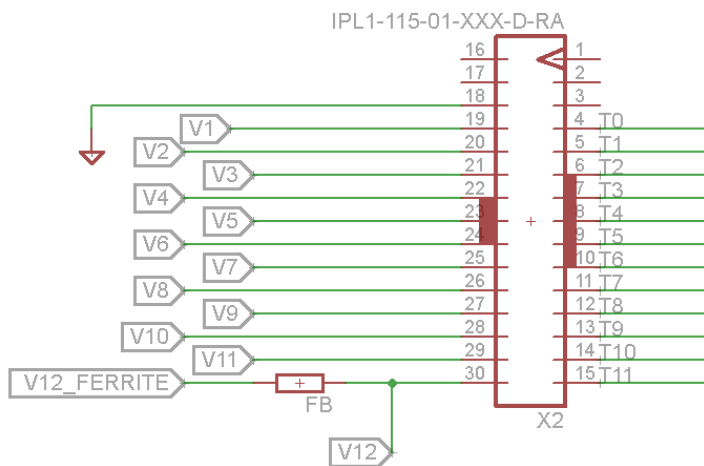 IPL1-115-01-XXX-D-RA
16 1
17 2
18 3
V1 19 4 T0
V2 20 5 T1
V3 21 6 T2
V4 22 7 T3
V5 23 8 T4
V6 24 9 T5
V7 25 10 T6
V8 26 11 T7
V9 27 12 T8
V10 28 13 T9
V11 29 14 T10
V12_FERRITE 30 15 T11
FB
X2
V12